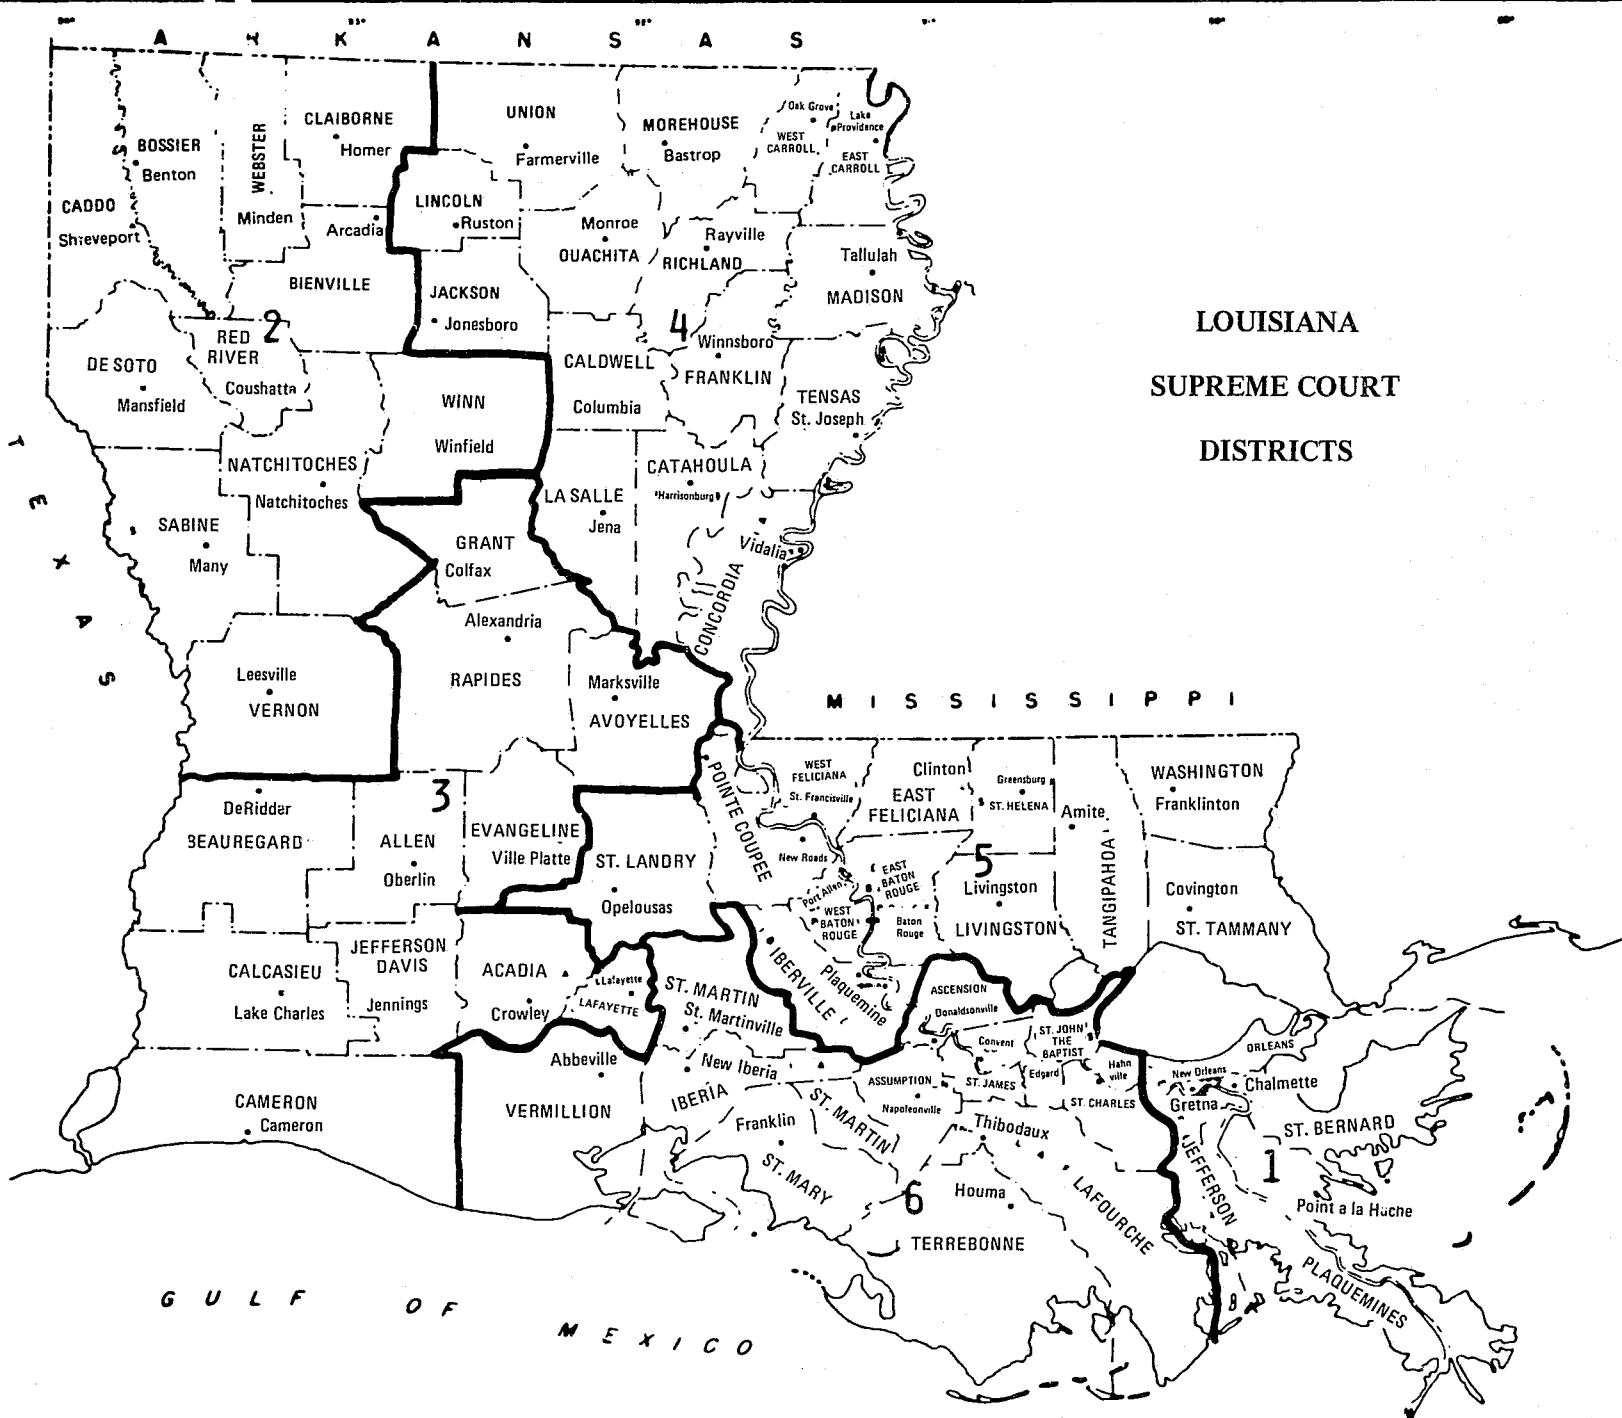 A R K A N S A S
LOUISIANA
SUPREME COURT
DISTRICTS
T E X A S
M I S S I S S I P P I
GULF OF
MEXICO
CADDO
Shreveport
BOSSIER
Benton
WEBSTER
Minden
CLAIBORNE
Homer
Arcadia
BIENVILLE
2
RED
RIVER
Coushatta
DE SOTO
Mansfield
NATCHITOCHES
Natchitoches
SABINE
Many
WINN
Winfield
Leesville
VERNON
UNION
Farmerville
LINCOLN
Ruston
JACKSON
Jonesboro
MOREHOUSE
Bastrop
Oak Grove
WEST
CARROLL
Lake
Providence
EAST
CARROLL
Monroe
OUACHITA
Rayville
RICHLAND
Tallulah
MADISON
4
CALDWELL
Columbia
Winnsboro
FRANKLIN
TENSAS
St. Joseph
CATAHOULA
Harrisonburg
LA SALLE
Jena
Vidalia
CONCORDIA
GRANT
Colfax
Alexandria
RAPIDES
Marksville
AVOYELLES
3
EVANGELINE
Ville Platte
ALLEN
Oberlin
DeRidder
BEAUREGARD
JEFFERSON
DAVIS
Jennings
CALCASIEU
Lake Charles
CAMERON
Cameron
ACADIA
Crowley
Lafayette
LAFAYETTE
ST. LANDRY
Opelousas
POINTE COUPEE
New Roads
WEST
FELICIANA
St. Francisville
Clinton
EAST
FELICIANA
Greensburg
ST. HELENA
Amite
TANGIPAHOA
WASHINGTON
Franklinton
Covington
ST. TAMMANY
5
Livingston
LIVINGSTON
EAST
BATON
ROUGE
Baton
Rouge
Port Allen
WEST
BATON
ROUGE
IBERVILLE
Plaquemine
ST. MARTIN
St. Martinville
ASCENSION
Donaldsonville
Convent
ST. JAMES
ST. JOHN
THE
BAPTIST
Edgard
Hahn
ville
ST. CHARLES
ASSUMPTION
Napoleonville
Abbeville
VERMILLION
New Iberia
IBERIA
Franklin
ST. MARTIN
ST. MARY
Thibodaux
LAFOURCHE
6
Houma
TERREBONNE
ORLEANS
New Orleans
Chalmette
Gretna
JEFFERSON
ST. BERNARD
1
Point a la Hache
PLAQUEMINES